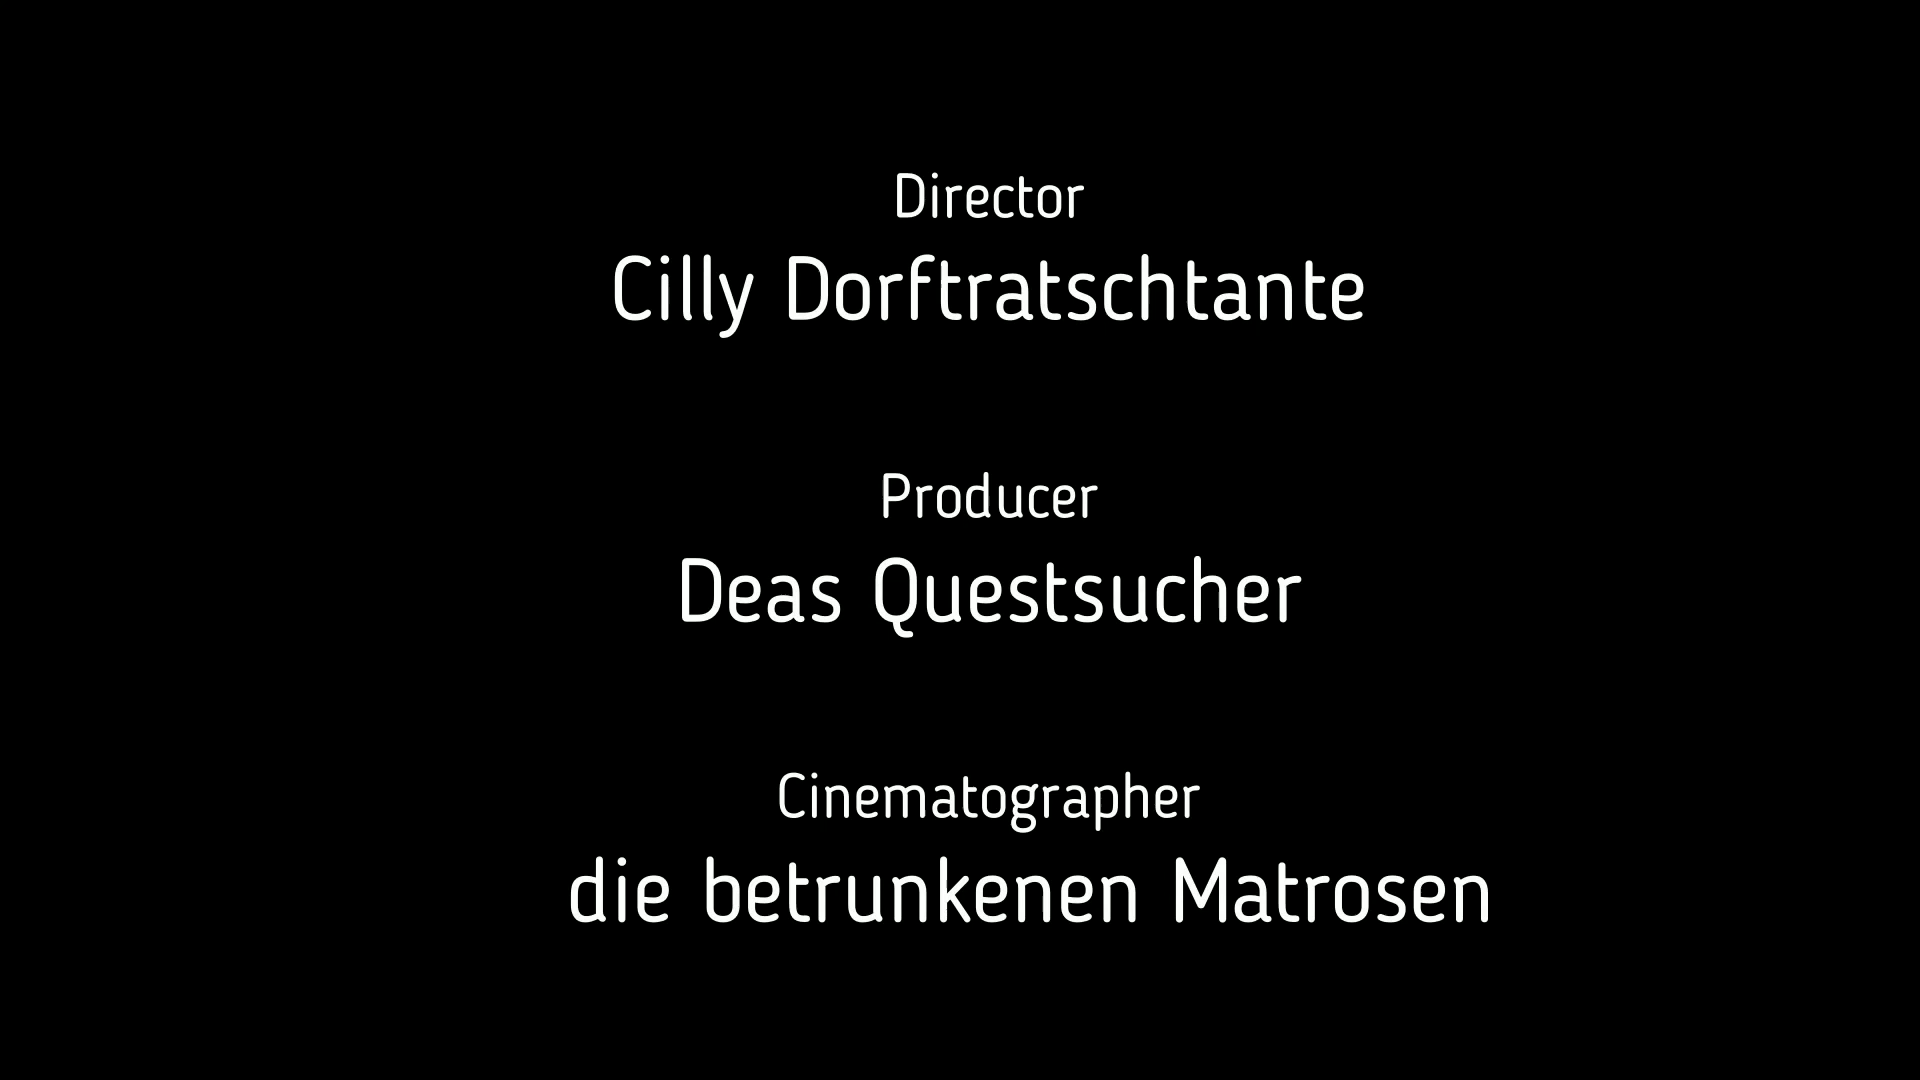 Director
Cilly Dorftratschtante
Producer
Deas Questsucher
Cinematographer
die betrunkenen Matrosen